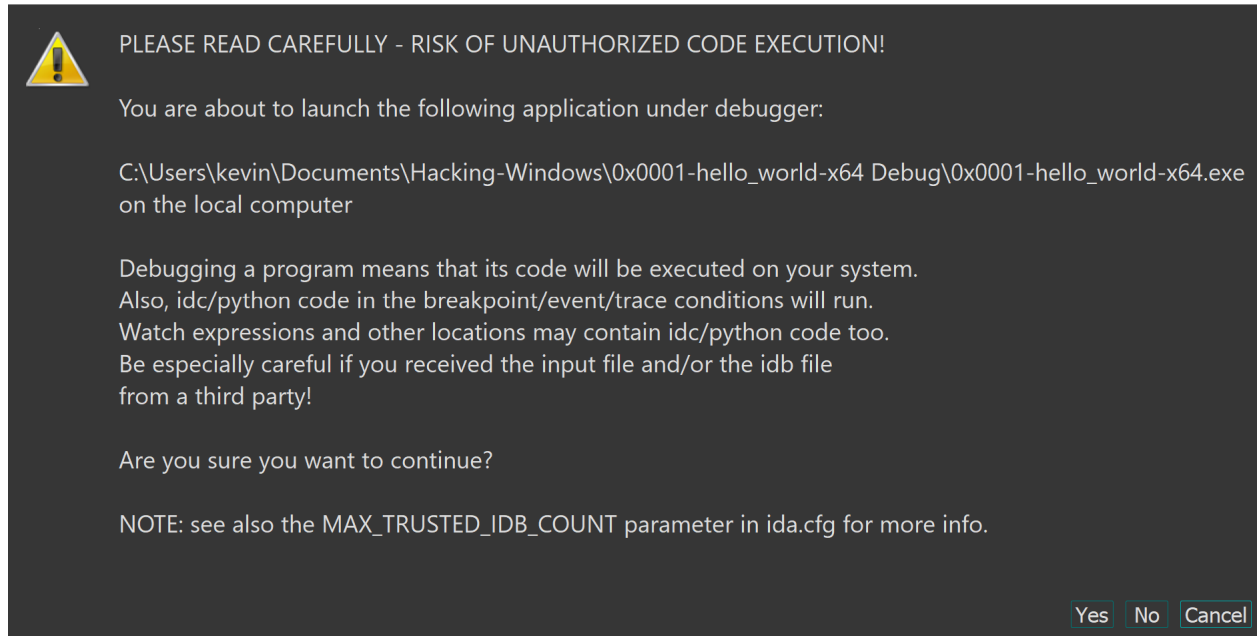 PLEASE READ CAREFULLY - RISK OF UNAUTHORIZED CODE EXECUTION!
You are about to launch the following application under debugger:
C:\Users\kevin\Documents\Hacking-Windows\0x0001-hello_world-x64 Debug\0x0001-hello_world-x64.exe
on the local computer
Debugging a program means that its code will be executed on your system.
Also, idc/python code in the breakpoint/event/trace conditions will run.
Watch expressions and other locations may contain idc/python code too.
Be especially careful if you received the input file and/or the idb file
from a third party!
Are you sure you want to continue?
NOTE: see also the MAX_TRUSTED_IDB_COUNT parameter in ida.cfg for more info.
Yes No Cancel